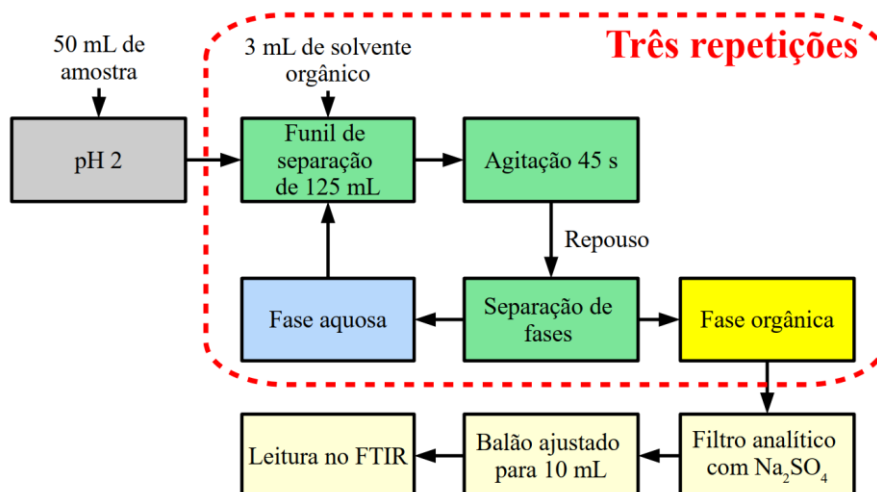 Três repetições
50 mL de
amostra
3 mL de solvente
orgânico
pH 2
Funil de
separação
de 125 mL
Agitação 45 s
Repouso
Fase aquosa
Separação de
fases
Fase orgânica
Leitura no FTIR
Balão ajustado
para 10 mL
Filtro analítico
com Na₂SO₄